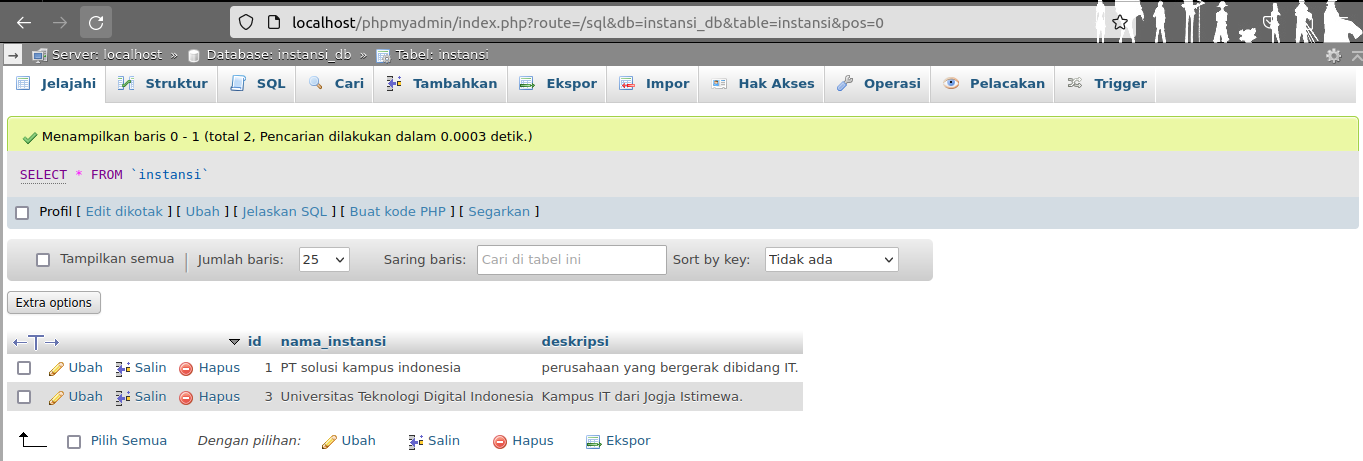 localhost/phpmyadmin/index.php?route=/sql&db=instansi_db&table=instansi&pos=0
Server: localhost » Database: instansi_db » Tabel: instansi
Jelajahi Struktur SQL Cari Tambahkan Ekspor Impor Hak Akses Operasi Pelacakan Trigger
Menampilkan baris 0 - 1 (total 2, Pencarian dilakukan dalam 0.0003 detik.)
SELECT * FROM `instansi`
Profil [ Edit dikotak ] [ Ubah ] [ Jelaskan SQL ] [ Buat kode PHP ] [ Segarkan ]
Tampilkan semua | Jumlah baris: 25 Saring baris: Cari di tabel ini Sort by key: Tidak ada
Extra options
id nama_instansi deskripsi
Ubah Salin Hapus 1 PT solusi kampus indonesia perusahaan yang bergerak dibidang IT.
Ubah Salin Hapus 3 Universitas Teknologi Digital Indonesia Kampus IT dari Jogja Istimewa.
Pilih Semua Dengan pilihan: Ubah Salin Hapus Ekspor